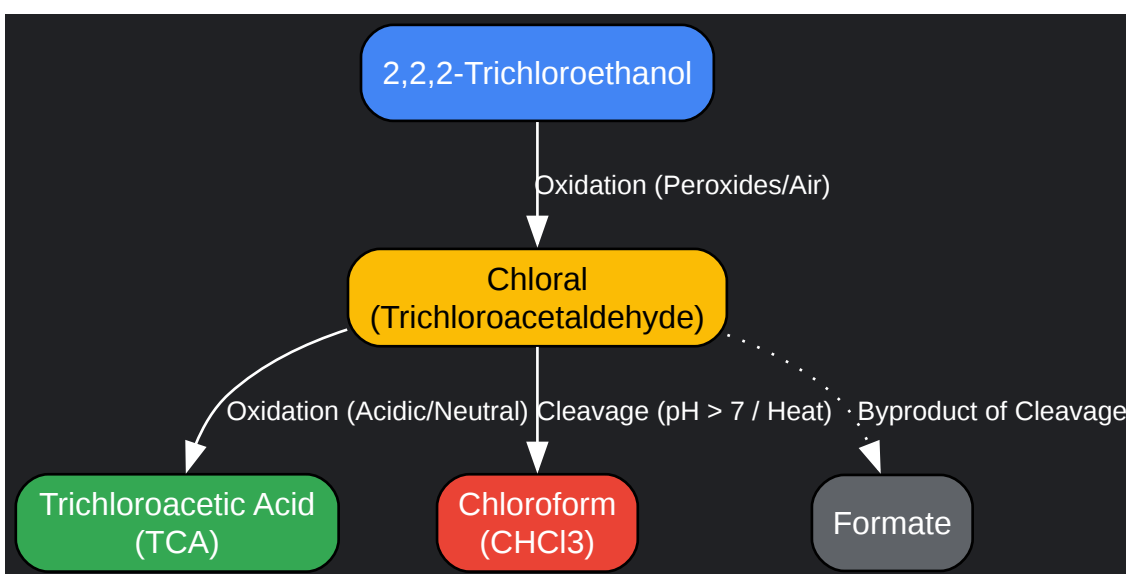 2,2,2-Trichloroethanol
Oxidation (Peroxides/Air)
Chloral
(Trichloroacetaldehyde)
Oxidation (Acidic/Neutral)
Cleavage (pH > 7 / Heat)
Byproduct of Cleavage
Trichloroacetic Acid
(TCA)
Chloroform
(CHCl3)
Formate